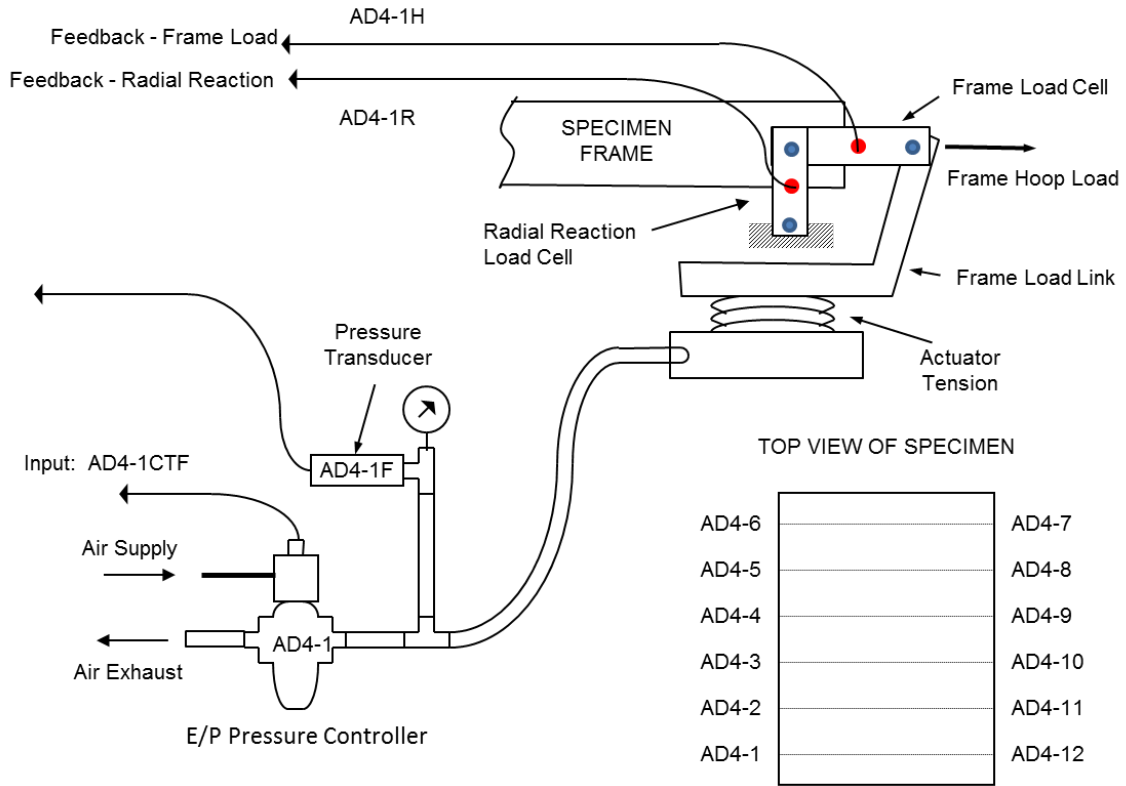 AD4-1H
Feedback - Frame Load
Feedback - Radial Reaction
AD4-1R
SPECIMEN
FRAME
Frame Load Cell
Frame Hoop Load
Radial Reaction
Load Cell
Frame Load Link
Actuator
Tension
Pressure
Transducer
AD4-1F
Input: AD4-1CTF
Air Supply
AD4-1
Air Exhaust
E/P Pressure Controller
TOP VIEW OF SPECIMEN
AD4-6 AD4-7
AD4-5 AD4-8
AD4-4 AD4-9
AD4-3 AD4-10
AD4-2 AD4-11
AD4-1 AD4-12